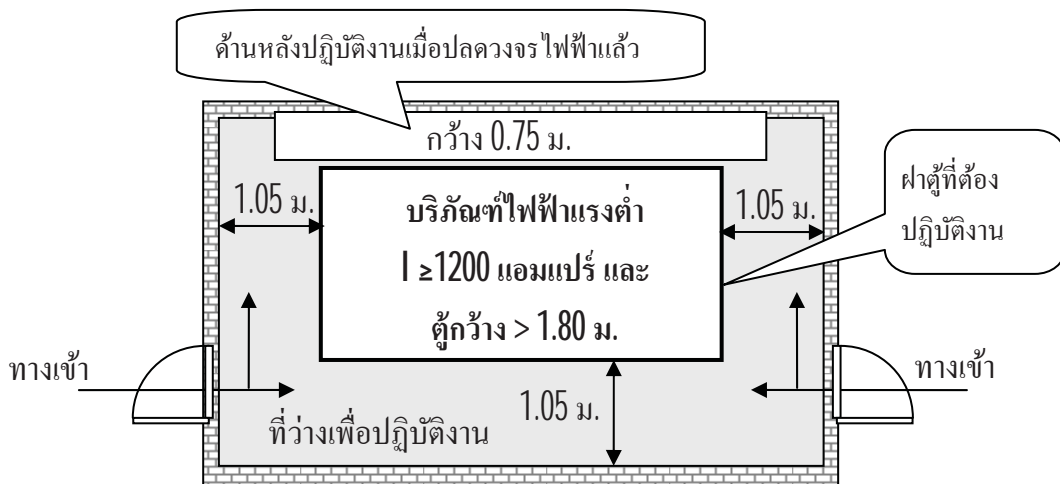 ด้านหลังปฏิบัติงานเมื่อปลดวงจรไฟฟ้าแล้ว
กว้าง 0.75 ม.
1.05 ม.
บริภัณฑ์ไฟฟ้าแรงต่ำ
I ≥1200 แอมแปร์ และ
ตู้กว้าง > 1.80 ม.
1.05 ม.
ฝาตู้ที่ต้อง
ปฏิบัติงาน
ทางเข้า
ทางเข้า
1.05 ม.
ที่ว่างเพื่อปฏิบัติงาน